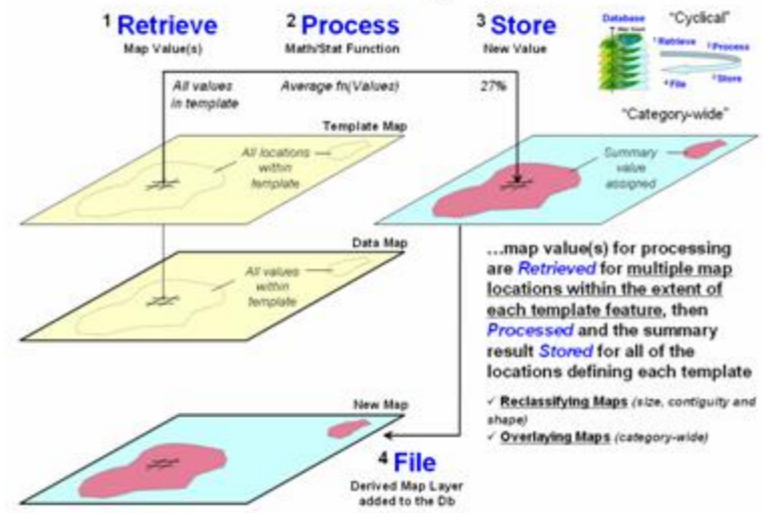 1 Retrieve
Map Value(s)
2 Process
Math/Stat Function
3 Store
New Value
Database
"Cyclical"
1 Retrieve
2 Process
3 Store
4 File
All values
in template
Average fn(Values)
27%
"Category-wide"
Template Map
All locations
within
template
Summary
value
assigned
Data Map
All values
within
template
...map value(s) for processing
are Retrieved for multiple map
locations within the extent of
each template feature, then
Processed and the summary
result Stored for all of the
locations defining each template
✓ Reclassifying Maps (size, contiguity and
shape)
✓ Overlaying Maps (category-wide)
New Map
4 File
Derived Map Layer
added to the Db